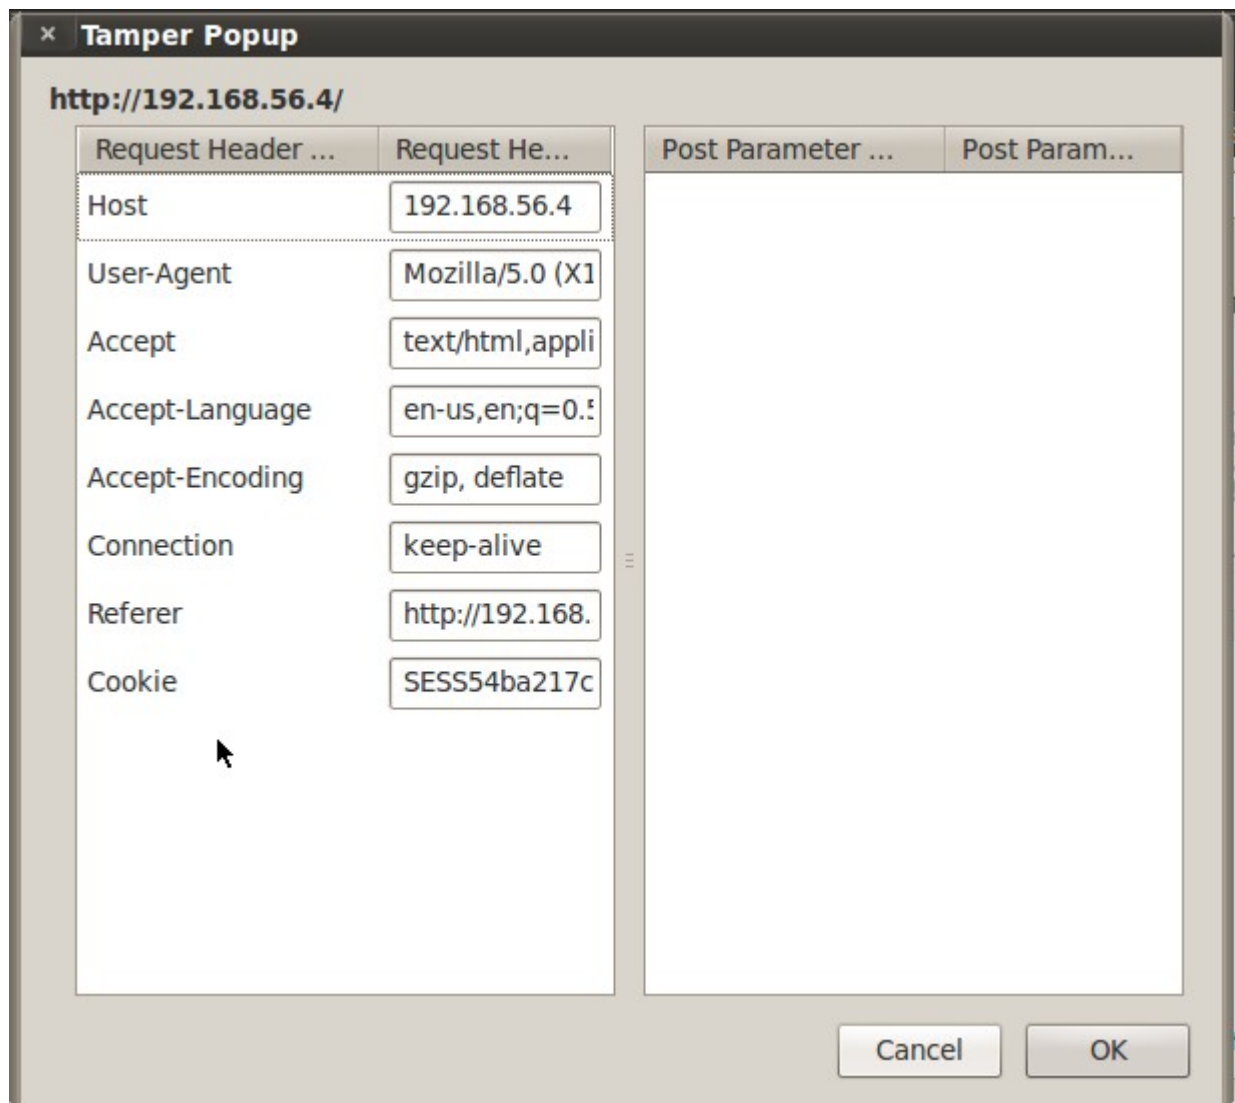 Tamper Popup
http://192.168.56.4/
Request Header ... Request He... Post Parameter ... Post Param...
Host 192.168.56.4
User-Agent Mozilla/5.0 (X1
Accept text/html,appli
Accept-Language en-us,en;q=0.5
Accept-Encoding gzip, deflate
Connection keep-alive
Referer http://192.168.
Cookie SESS54ba217c
Cancel OK